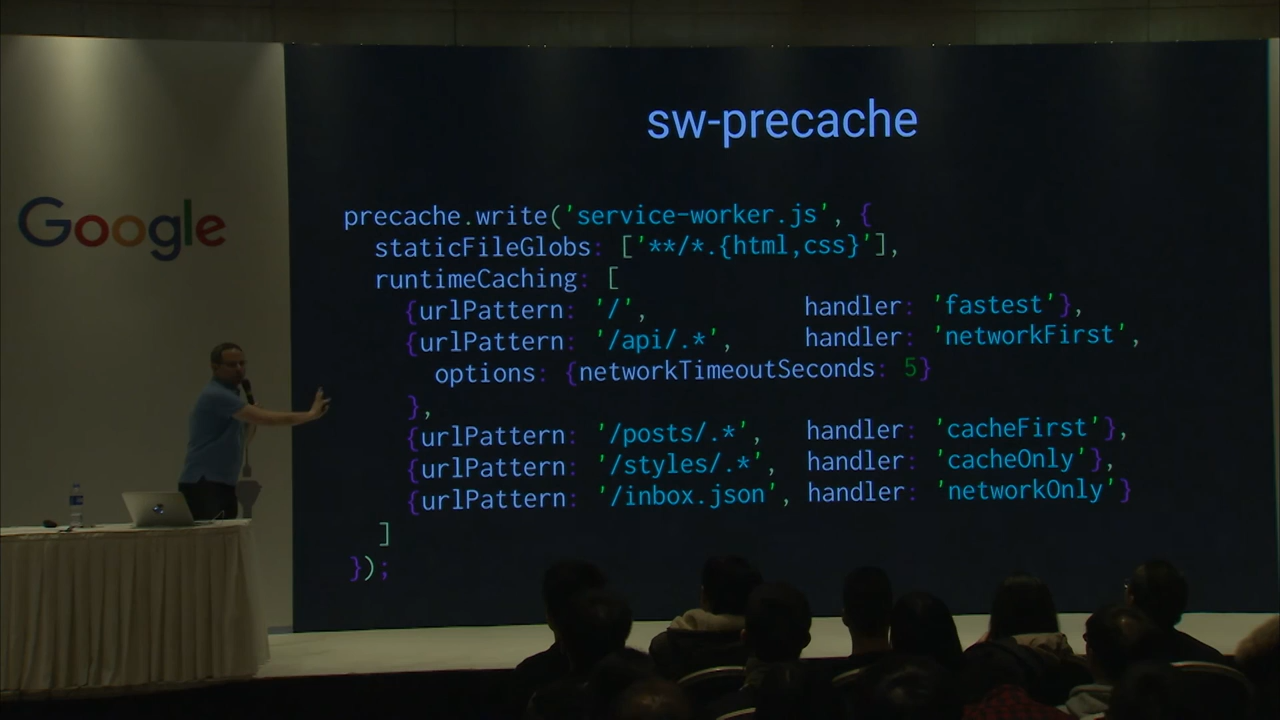 Google
sw-precache
precache.write('service-worker.js', {
staticFileGlobs: ['**/*.{html,css}'],
runtimeCaching: [
{urlPattern: '/', handler: 'fastest'},
{urlPattern: '/api/.*', handler: 'networkFirst',
options: {networkTimeoutSeconds: 5}
},
{urlPattern: '/posts/.*', handler: 'cacheFirst'},
{urlPattern: '/styles/.*', handler: 'cacheOnly'},
{urlPattern: '/inbox.json', handler: 'networkOnly'}
]
});